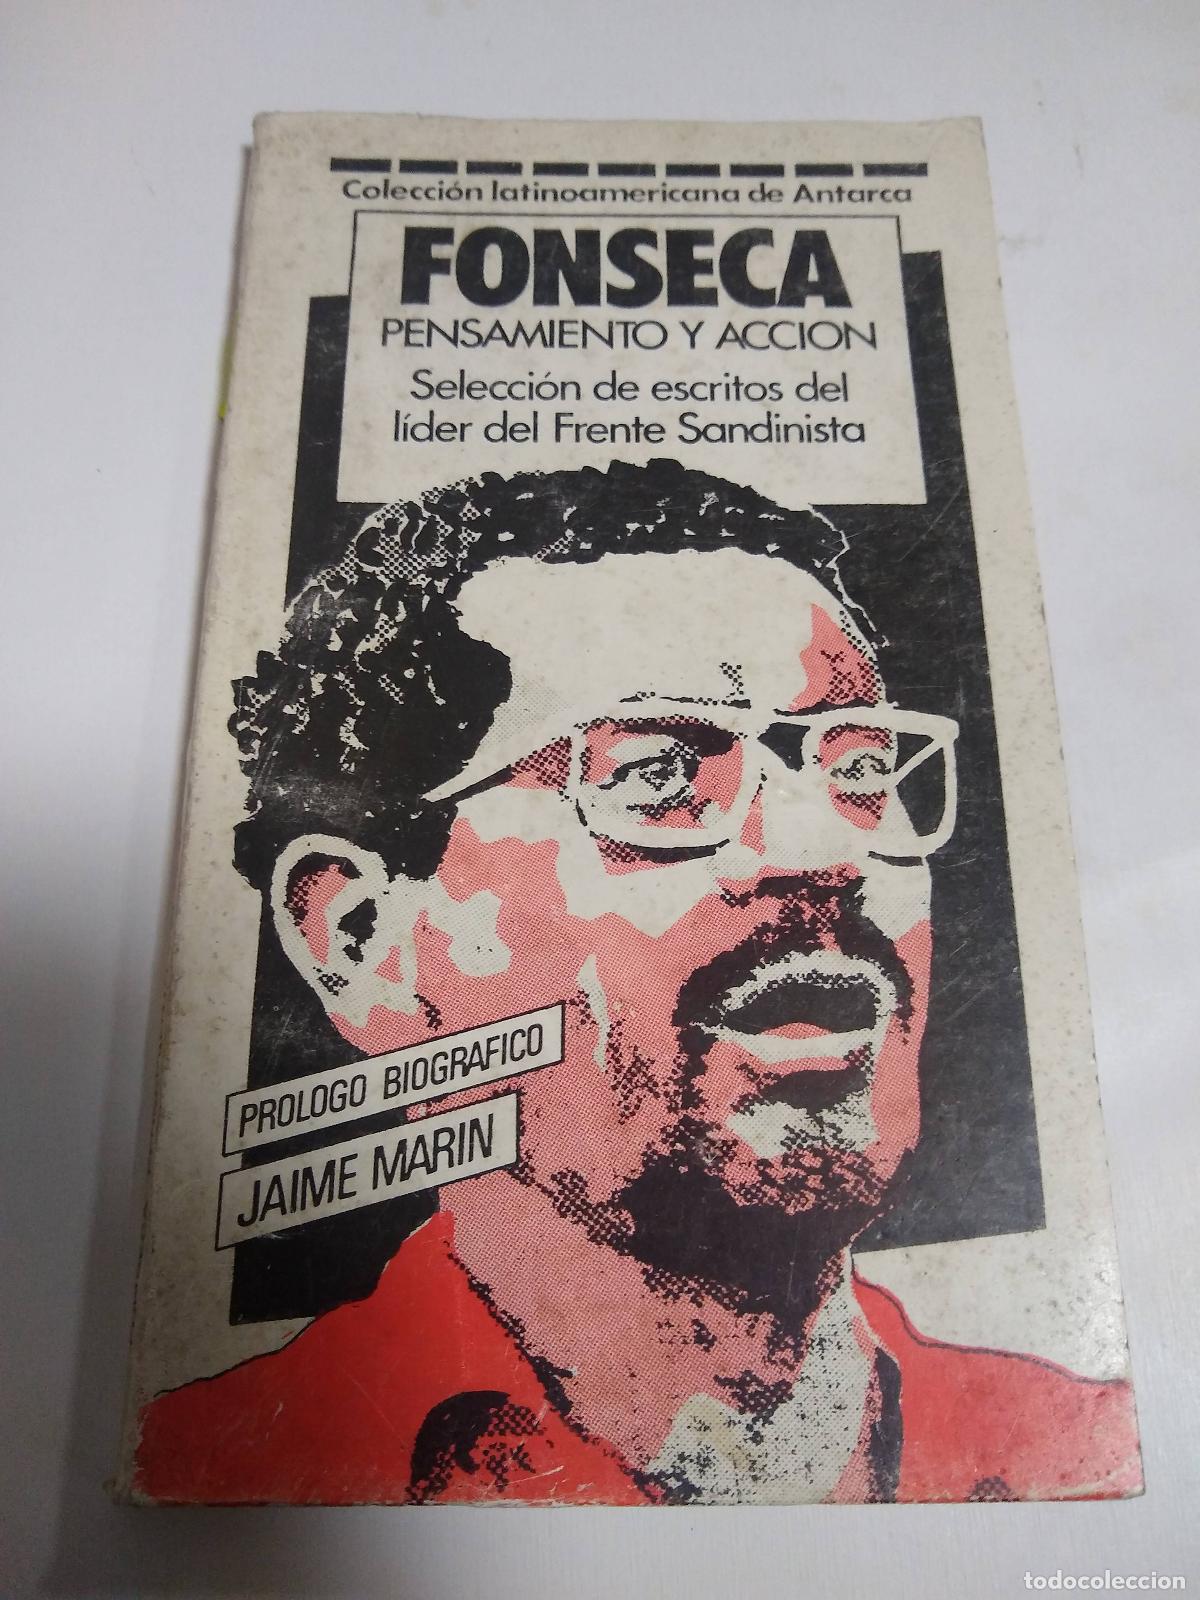 Colección latinoamericana de Antarca
FONSECA
PENSAMIENTO Y ACCION
Selección de escritos del
líder del Frente Sandinista
PROLOGO BIOGRAFICO
JAIME MARIN
todocoleccion